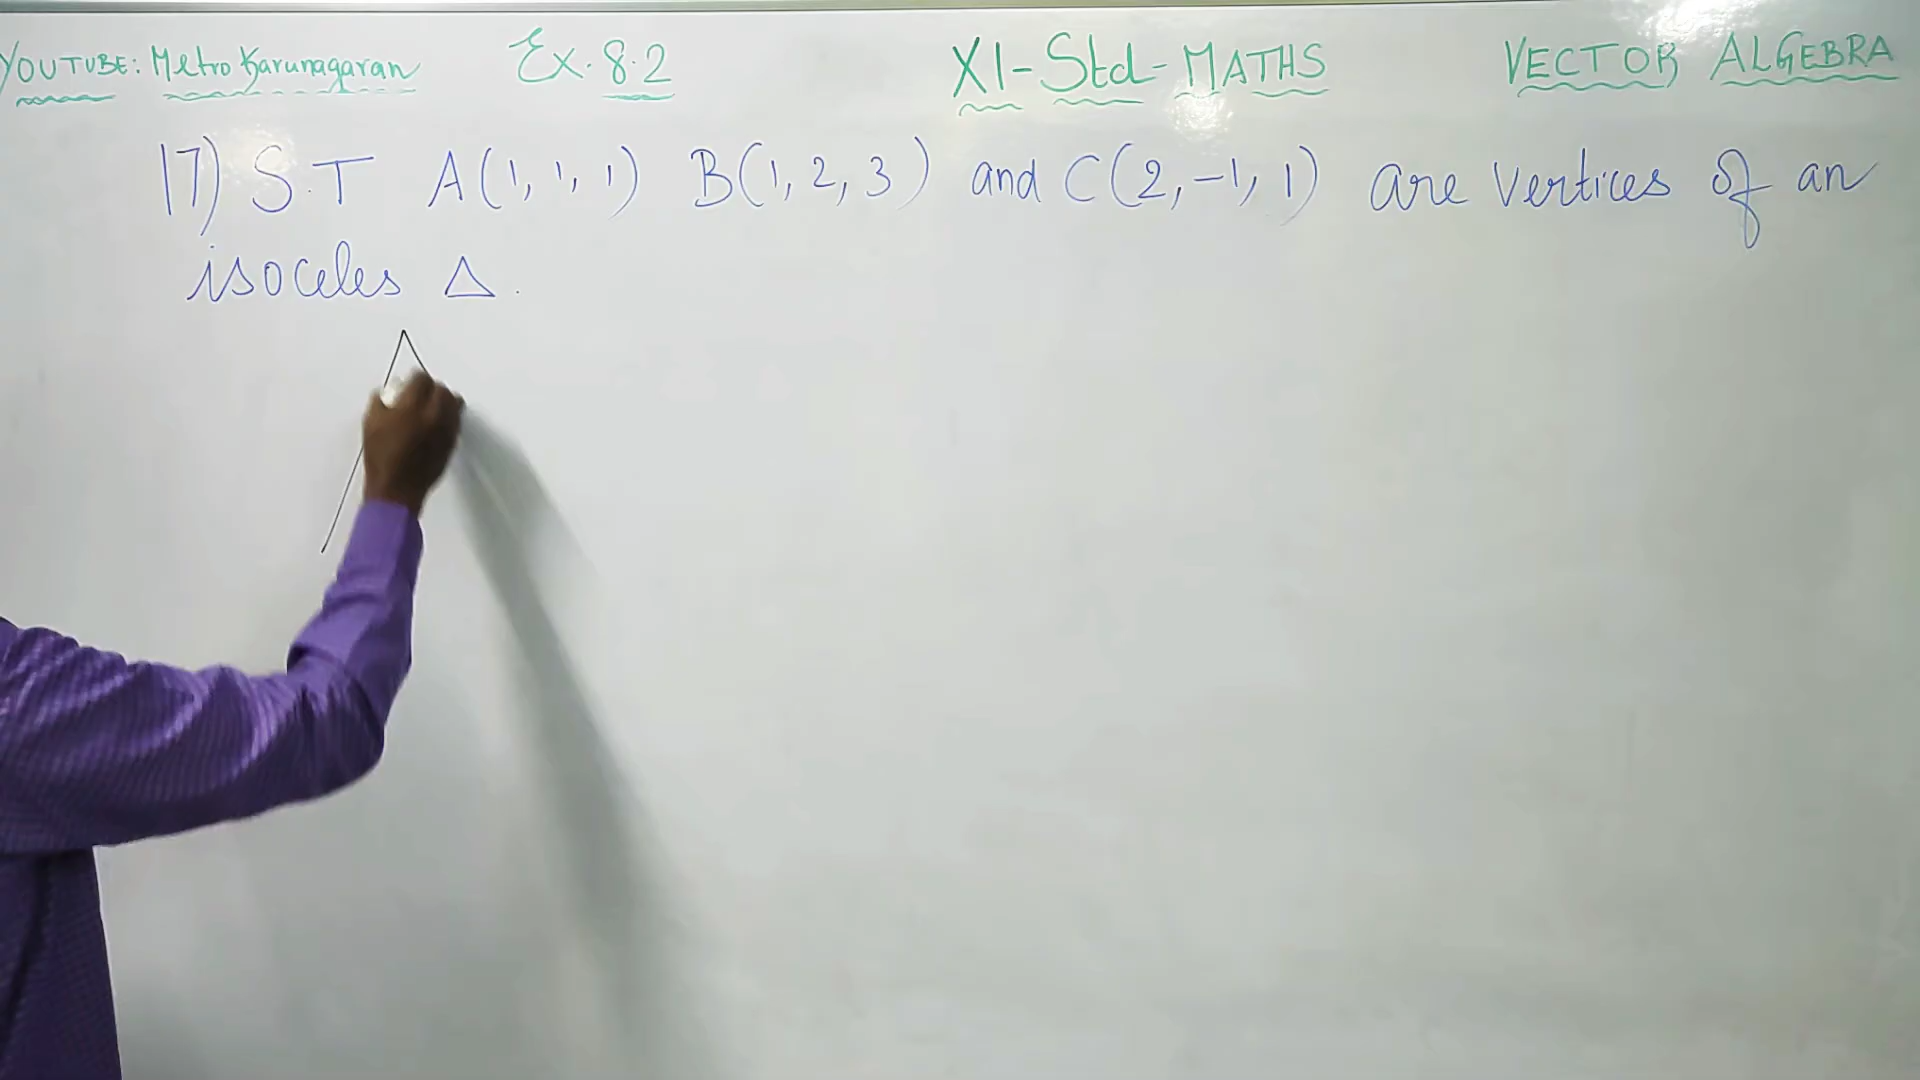 YOUTUBE: Metro Karunagaran Ex. 8.2 XI-Std-MATHS VECTOR ALGEBRA
17) S.T A(1, 1, 1) B(1, 2, 3) and C(2, -1, 1) are vertices of an
isoceles Δ.